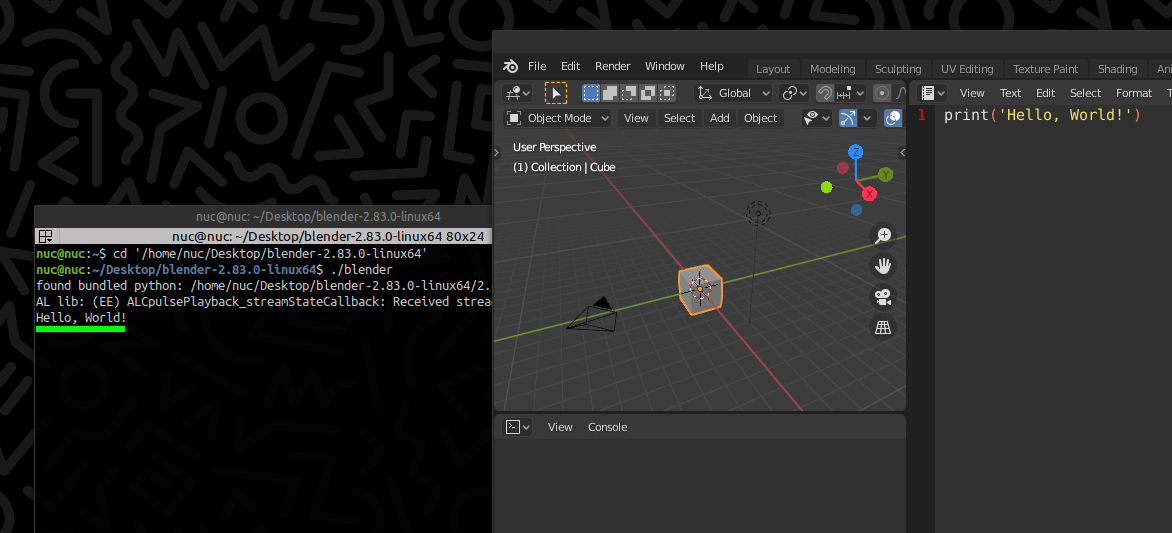 File Edit Render Window Help
Layout Modeling Sculpting UV Editing Texture Paint Shading
Global
View Text Edit Select Format
Object Mode View Select Add Object
1 print('Hello, World!')
User Perspective
(1) Collection | Cube
Z
Y
X
nuc@nuc: ~/Desktop/blender-2.83.0-linux64
nuc@nuc: ~/Desktop/blender-2.83.0-linux64 80x24
nuc@nuc:~$ cd '/home/nuc/Desktop/blender-2.83.0-linux64'
nuc@nuc:~/Desktop/blender-2.83.0-linux64$ ./blender
found bundled python: /home/nuc/Desktop/blender-2.83.0-linux64/2.
AL lib: (EE) ALCpulsePlayback_streamStateCallback: Received
Hello, World!
View Console